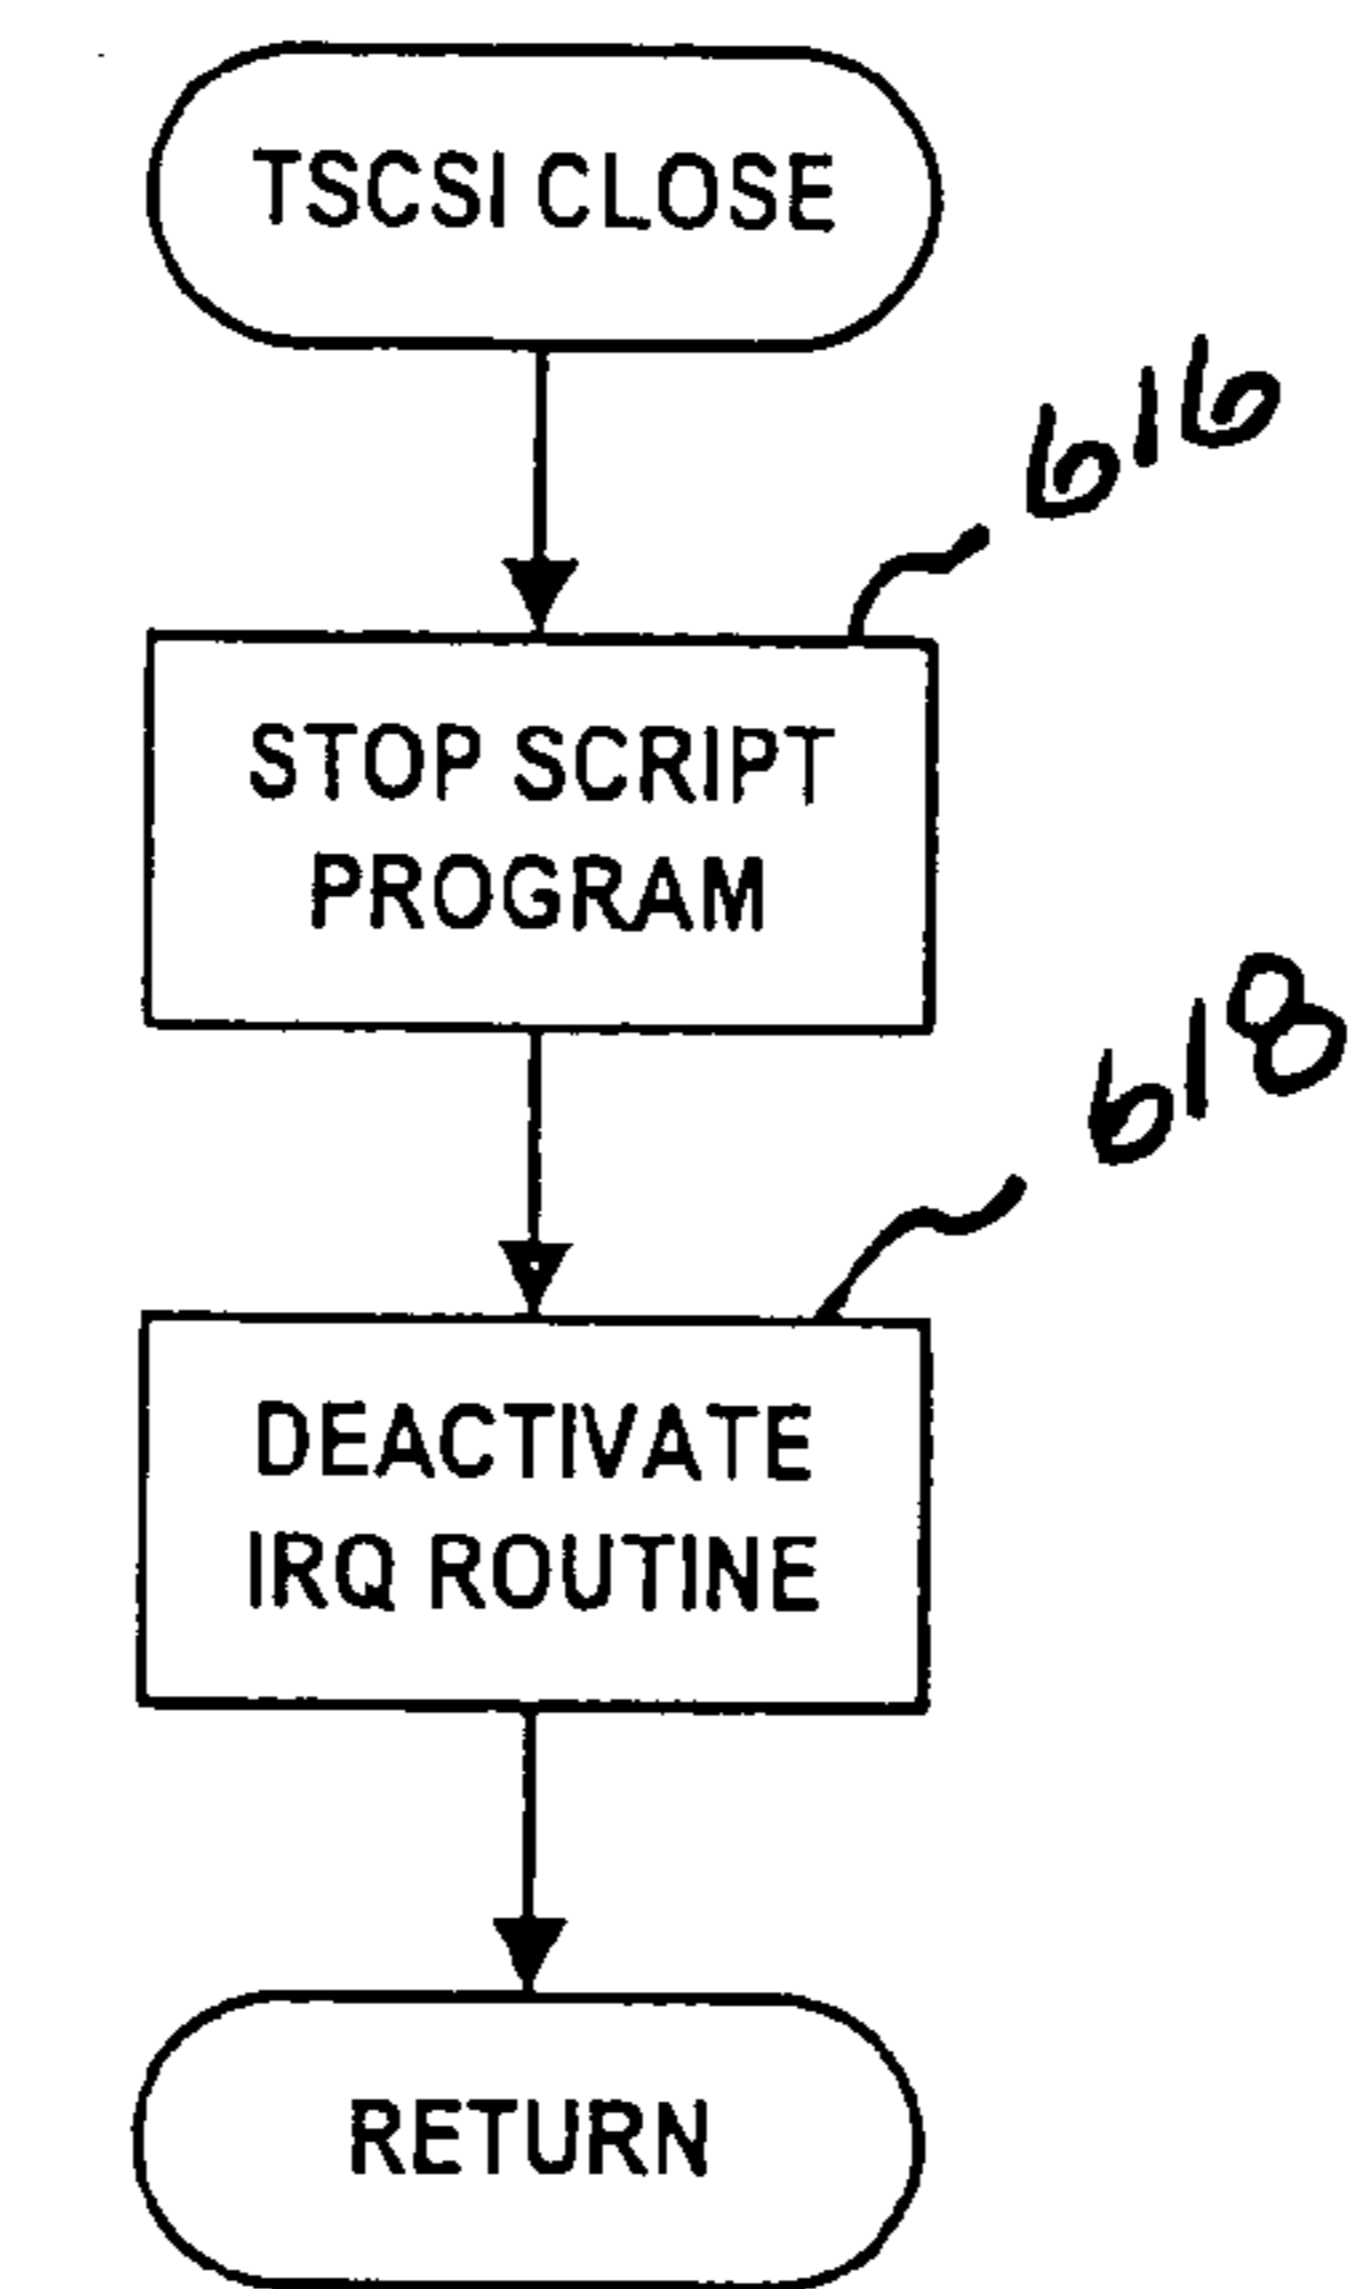 TSCSI CLOSE
616
STOP SCRIPT
PROGRAM
618
DEACTIVATE
IRQ ROUTINE
RETURN